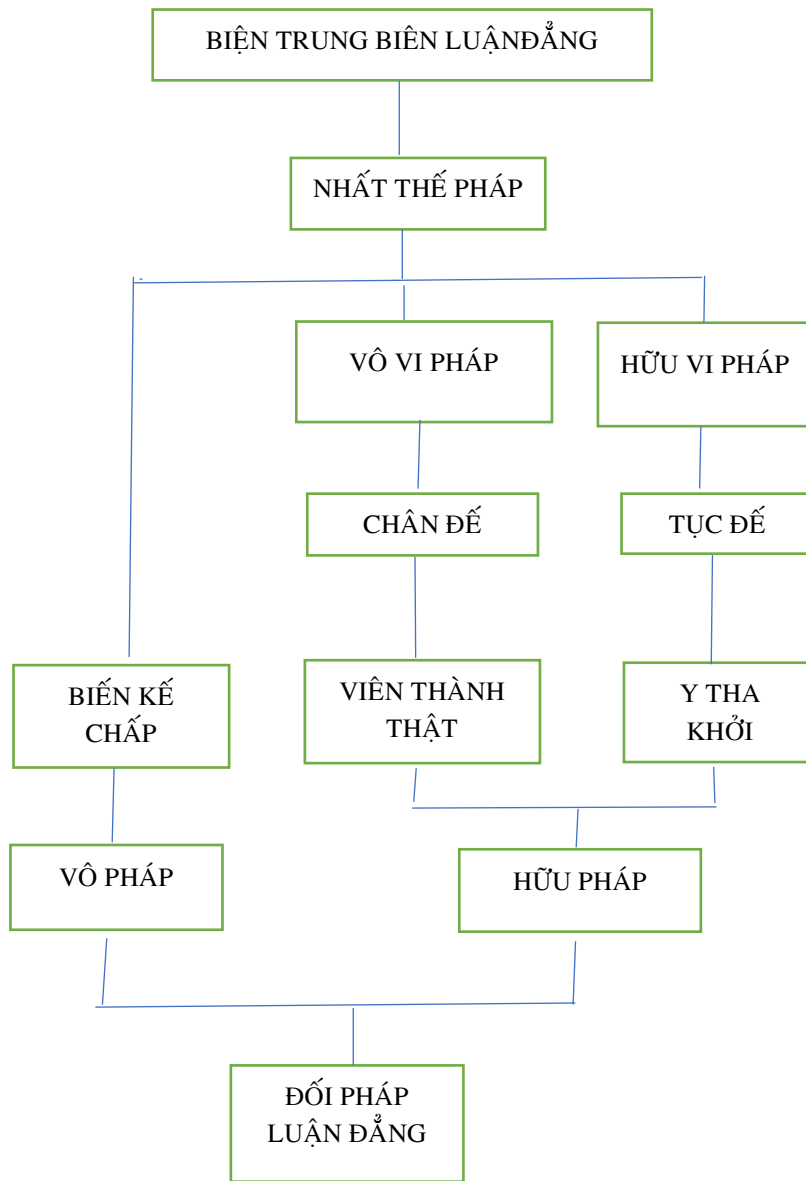 BIỆN TRUNG BIÊN LUẬNĐẲNG
NHẤT THẾ PHÁP
VÔ VI PHÁP
HỮU VI PHÁP
CHÂN ĐẾ
TỤC ĐẾ
BIẾN KẾ
CHẤP
VIÊN THÀNH
THẬT
Y THA
KHỞI
VÔ PHÁP
HỮU PHÁP
ĐỐI PHÁP
LUẬN ĐẲNG